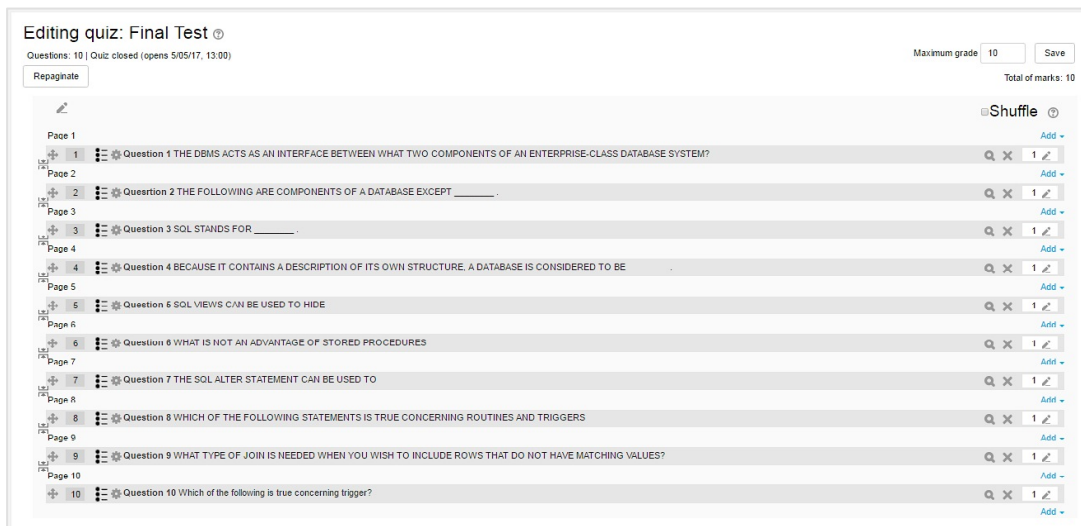 Editing quiz: Final Test
Questions: 10 | Quiz closed (opens 5/05/17, 13:00)
Maximum grade 10 Save
Repaginate
Total of marks: 10
Shuffle
Page 1 Add
1 Question 1 THE DBMS ACTS AS AN INTERFACE BETWEEN WHAT TWO COMPONENTS OF AN ENTERPRISE-CLASS DATABASE SYSTEM? 1
Page 2 Add
2 Quesrtion 2 THE FOLLOWING ARE COMPONENTS OF A DATABASE EXCEPT ________ . 1
Page 3 Add
3 Question 3 SQL STANDS FOR ________ . 1
Page 4 Add
4 Question 4 BECAUSE IT CONTAINS A DESCRIPTION OF ITS OWN STRUCTURE, A DATABASE IS CONSIDERED TO BE . 1
Page 5 Add
5 Question 5 SQL VIEWS CAN BE USED TO HIDE 1
Page 6 Add
6 Question 6 WHAT IS NOT AN ADVANTAGE OF STORED PROCEDURES 1
Page 7 Add
7 Question 7 THE SQL ALTER STATEMENT CAN BE USED TO 1
Page 8 Add
8 Question 8 WHICH OF THE FOLLOWING STATEMENTS IS TRUE CONCERNING ROUTINES AND TRIGGERS 1
Page 9 Add
9 Question 9 WHAT TYPE OF JOIN IS NEEDED WHEN YOU WISH TO INCLUDE ROWS THAT DO NOT HAVE MATCHING VALUES? 1
Page 10 Add
10 Question 10 Which of the following is true concerning trigger? 1
Add